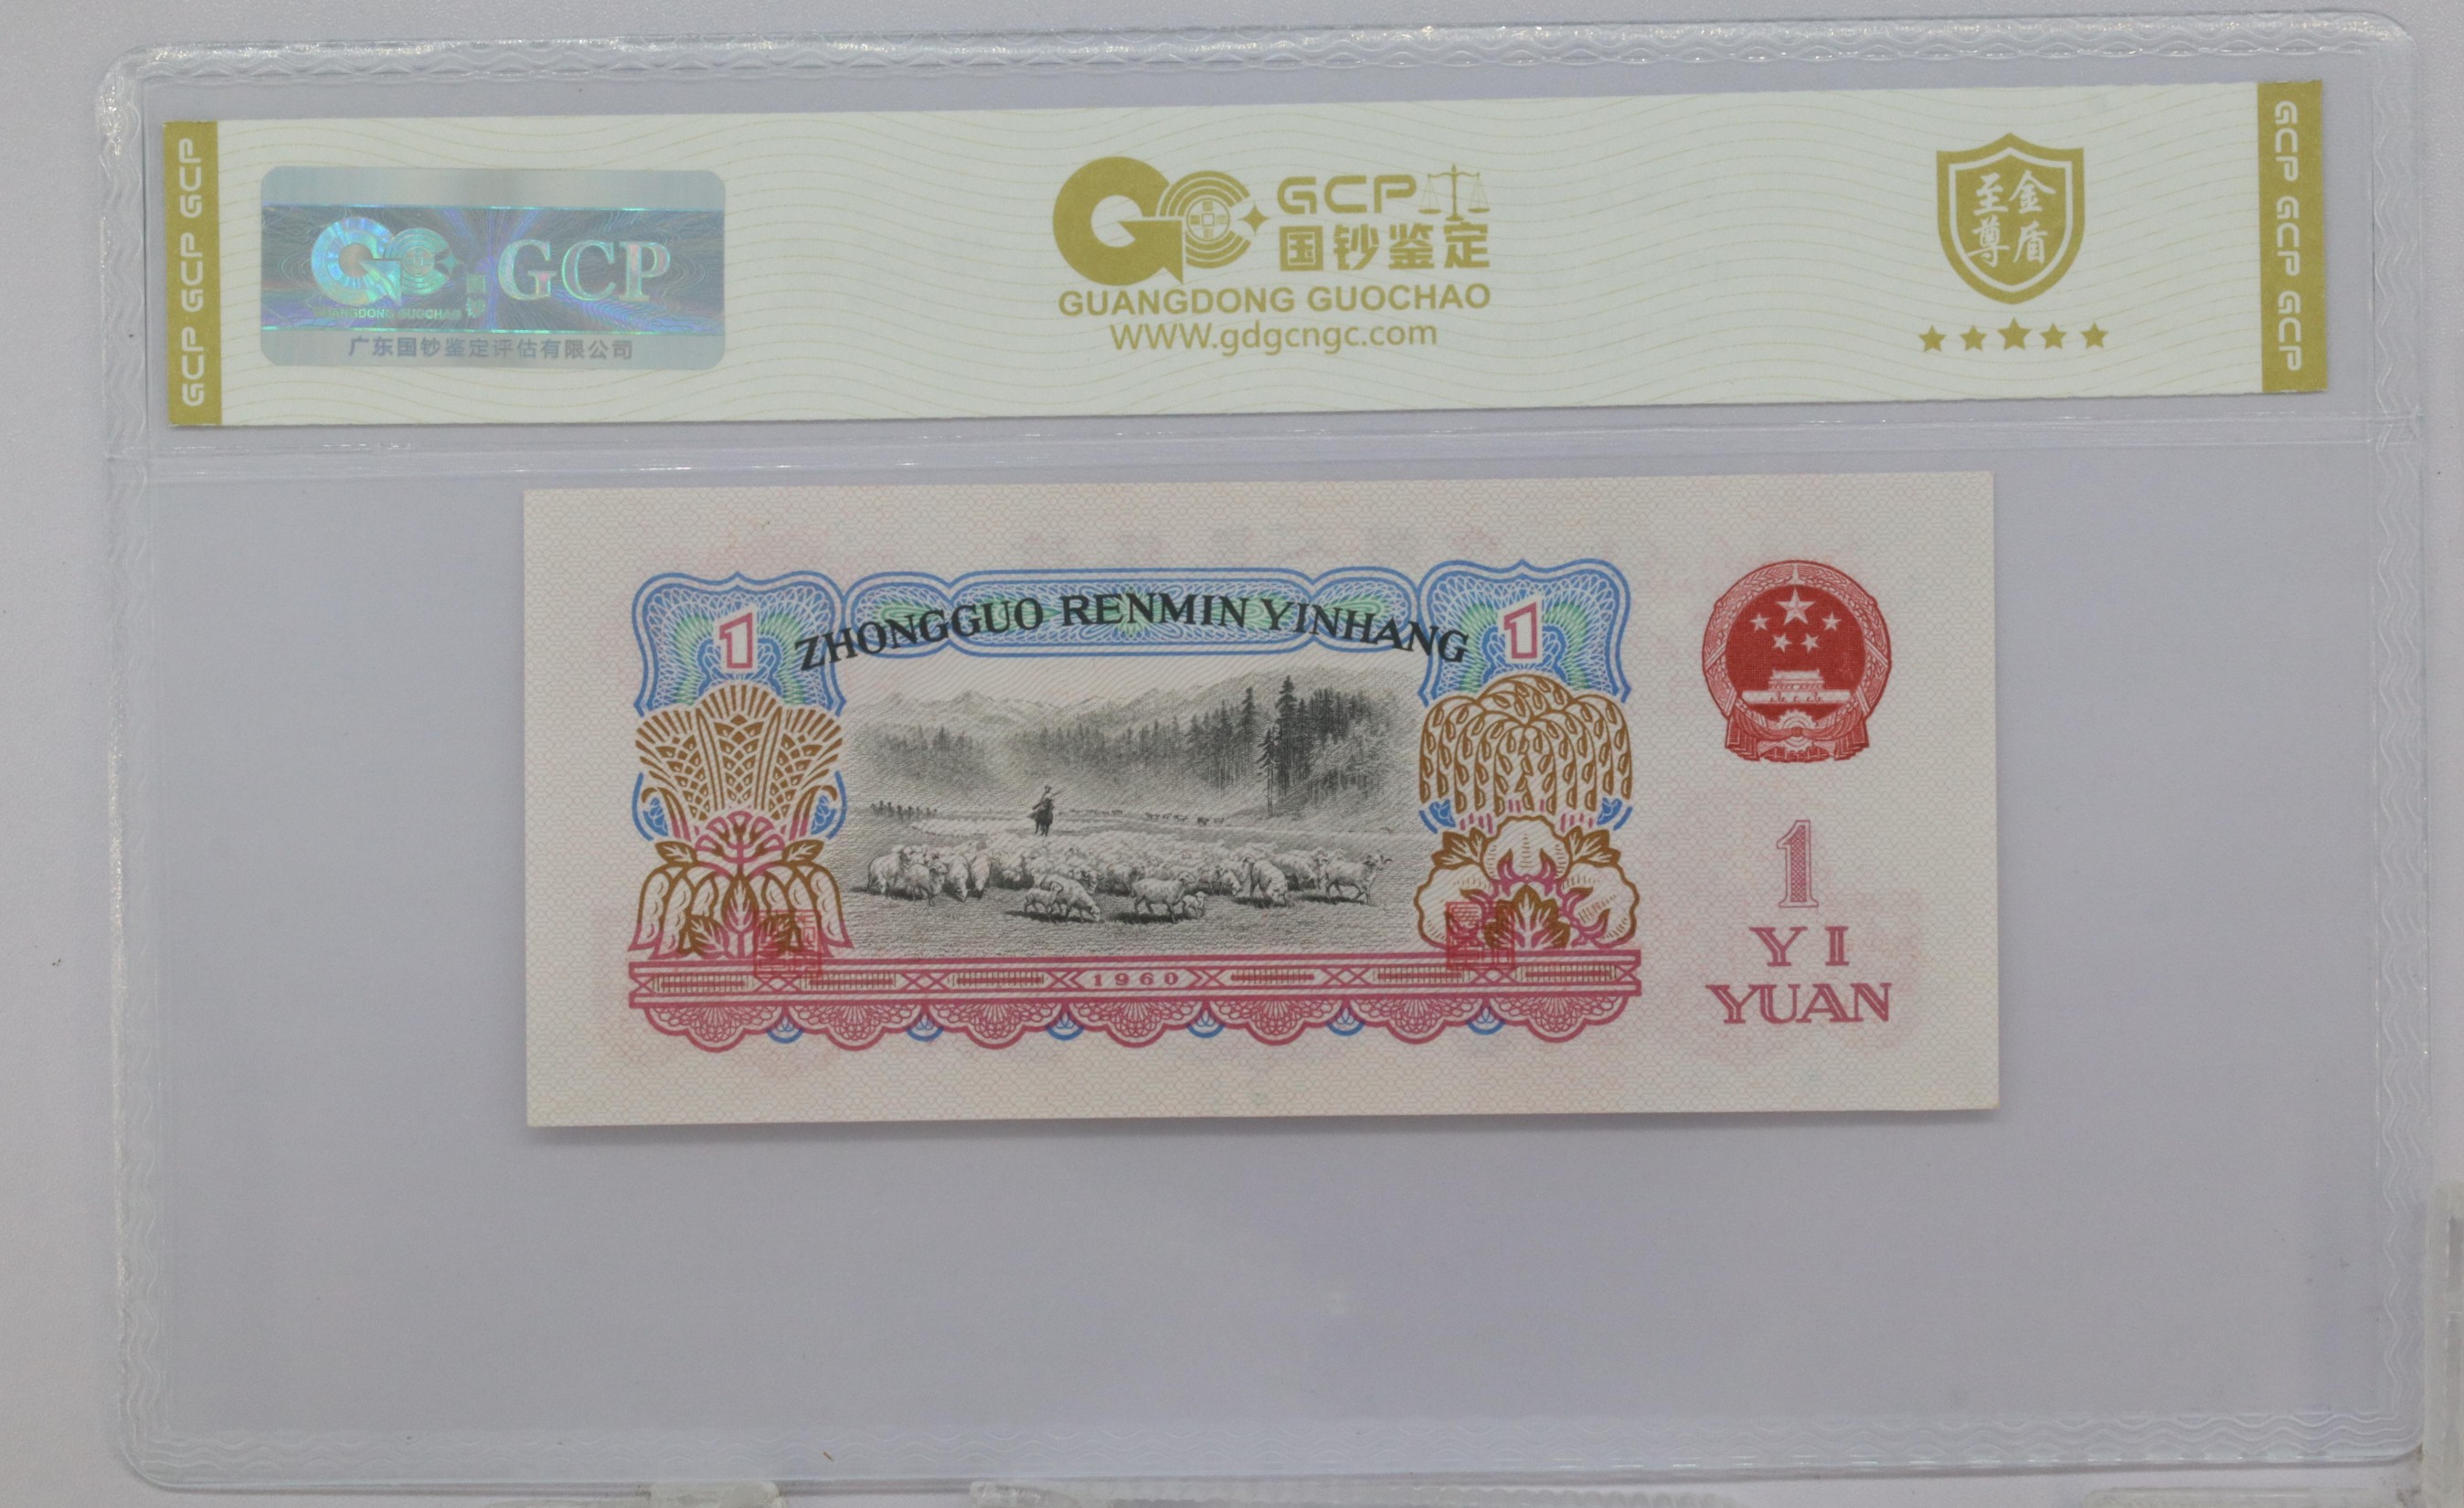 GCP GCP GCP
GCP
GUANGDONG GUOCHAO
广东国钞鉴定评估有限公司
GCP
国钞鉴定
GUANGDONG GUOCHAO
WWW.gdgcngc.com
至尊
金盾
GCP GCP GCP
1
ZHONGGUO RENMIN YINHANG
1
1960
1
YI
YUAN